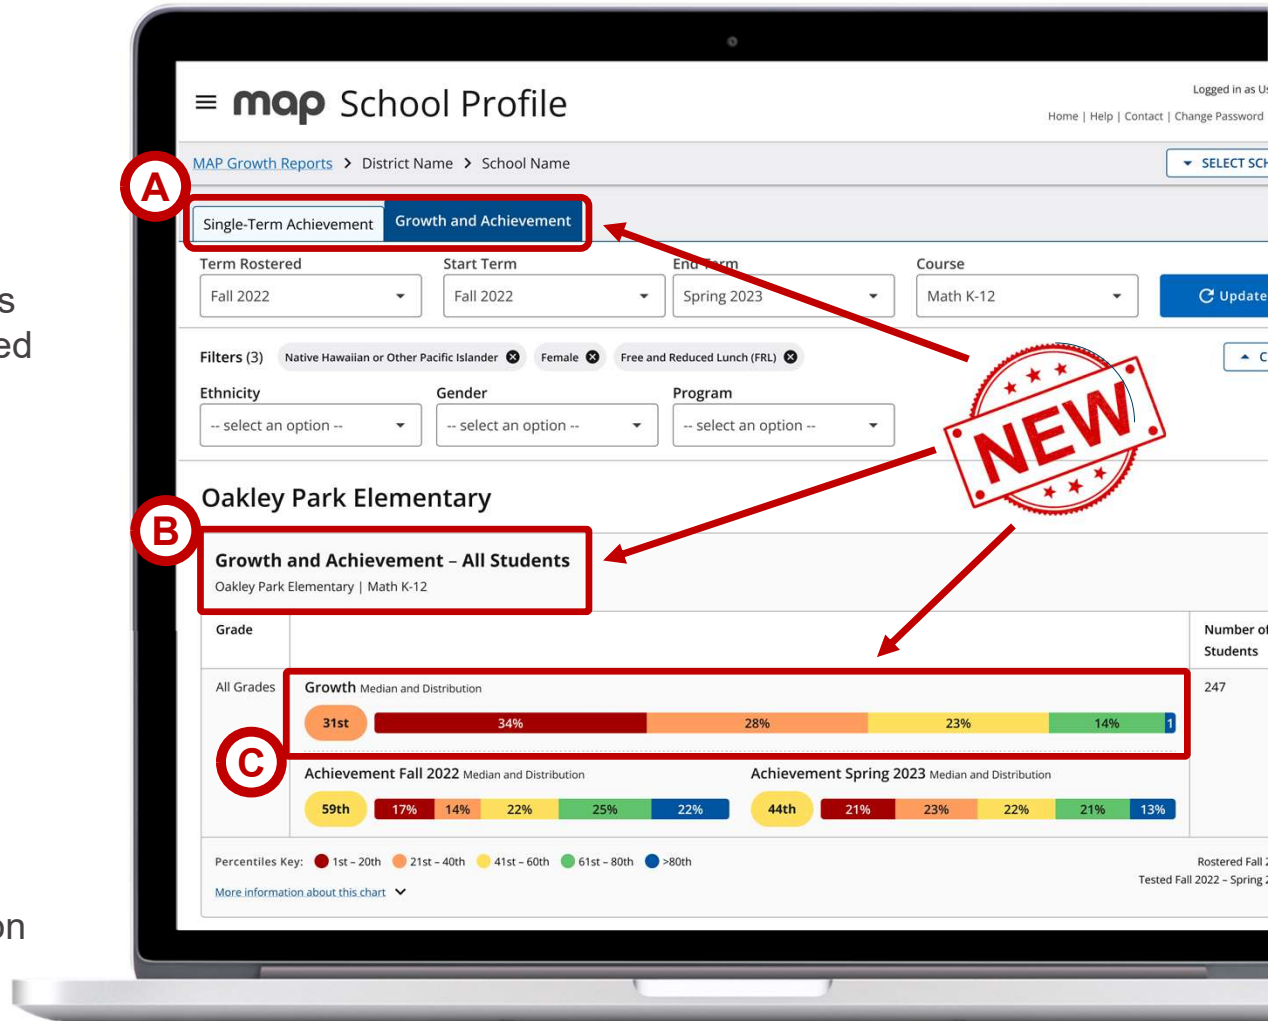 map School Profile
Logged in as Us
Home | Help | Contact | Change Password
MAP Growth Reports > District Name > School Name
SELECT SCH
A
Single-Term Achievement
Growth and Achievement
Term Rostered
Start Term
End Term
Course
Fall 2022
Fall 2022
Spring 2023
Math K-12
Update
s
ed
Filters (3)
Native Hawaiian or Other Pacific Islander
Female
Free and Reduced Lunch (FRL)
C
Ethnicity
Gender
Program
-- select an option --
-- select an option --
-- select an option --
NEW
Oakley Park Elementary
B
Growth and Achievement – All Students
Oakley Park Elementary | Math K-12
Grade
Number of
Students
All Grades
Growth Median and Distribution
247
31st
34%
28%
23%
14%
1
C
Achievement Fall 2022 Median and Distribution
Achievement Spring 2023 Median and Distribution
59th
17%
14%
22%
25%
22%
44th
21%
23%
22%
21%
13%
Percentiles Key:
1st – 20th
21st – 40th
41st – 60th
61st – 80th
>80th
Rostered Fall 2
More information about this chart
Tested Fall 2022 – Spring 2
on